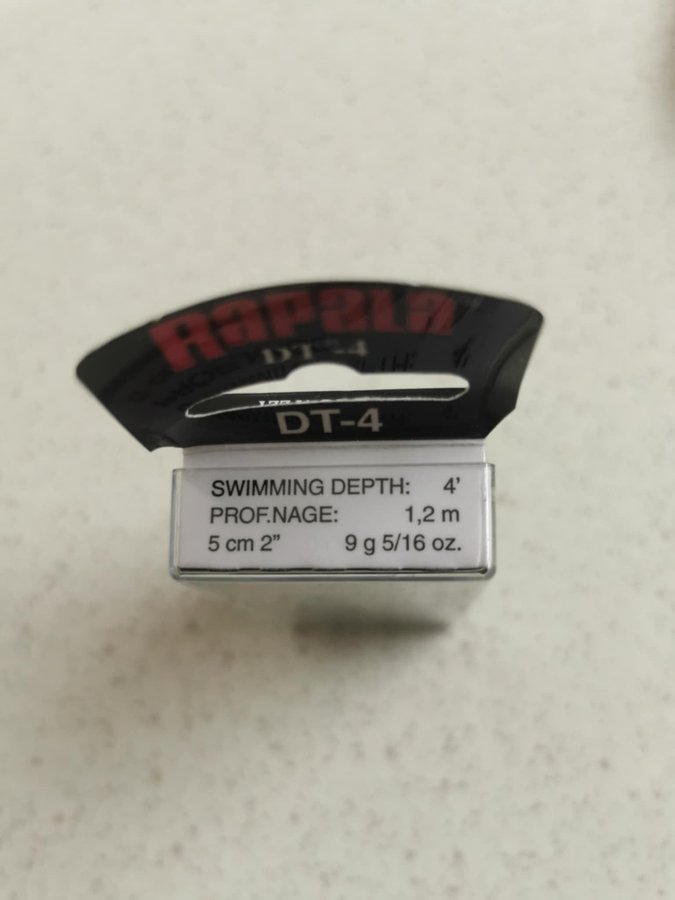 RAPALA
DT-4
DT-4
SWIMMING DEPTH: 4'
PROF.NAGE: 1,2 m
5 cm 2” 9 g 5/16 oz.